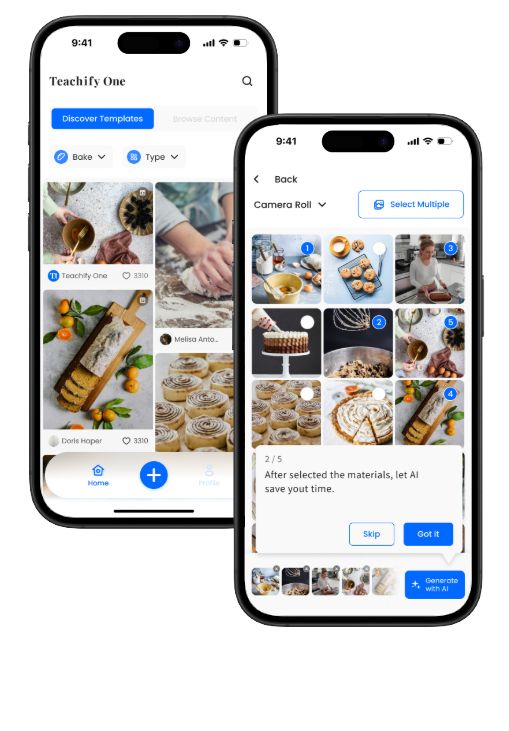 9:41
Teachify One
Discover Templates
Browse Content
Bake
Type
Teachify One
3310
Melisa Anto...
Doris Haper
3310
Home
Profile
9:41
Back
Camera Roll
Select Multiple
1
3
2
5
4
2 / 5
After selected the materials, let AI
save yout time.
Skip
Got it
Generate
with AI